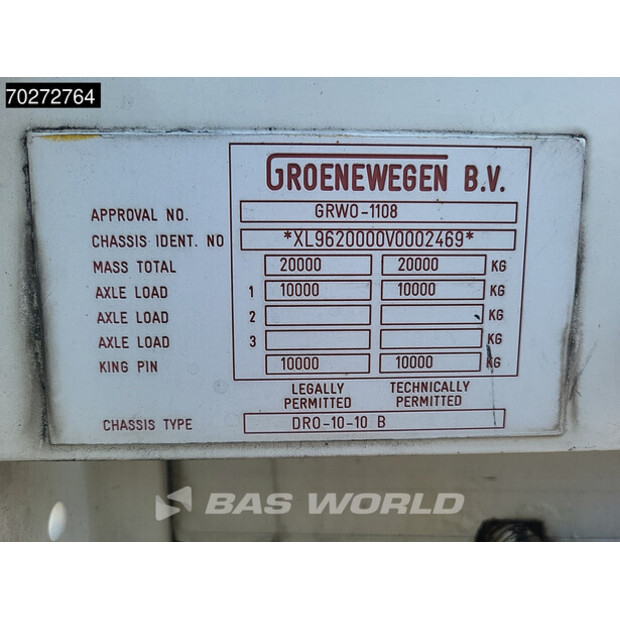 70272764
GROENEWEGEN B.V.
APPROVAL NO. GRWO-1108
CHASSIS IDENT. NO *XL9620000V0002469*
MASS TOTAL 20000 20000 KG
AXLE LOAD 1 10000 10000 KG
AXLE LOAD 2 KG
AXLE LOAD 3 KG
KING PIN 10000 10000 KG
LEGALLY PERMITTED TECHNICALLY PERMITTED
CHASSIS TYPE DRO-10-10 B
BAS WORLD